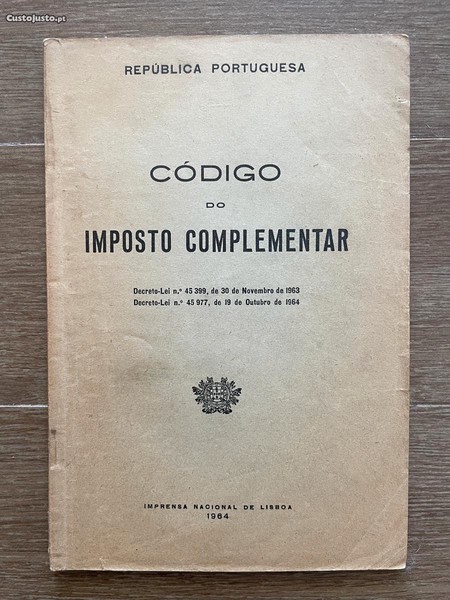 CustoJusto.pt
REPÚBLICA PORTUGUESA
CÓDIGO
DO
IMPOSTO COMPLEMENTAR
Decreto-Lei n.º 45 399, de 30 de Novembro de 1963
Decreto-Lei n.º 45 977, de 19 de Outubro de 1964
IMPRENSA NACIONAL DE LISBOA
1964